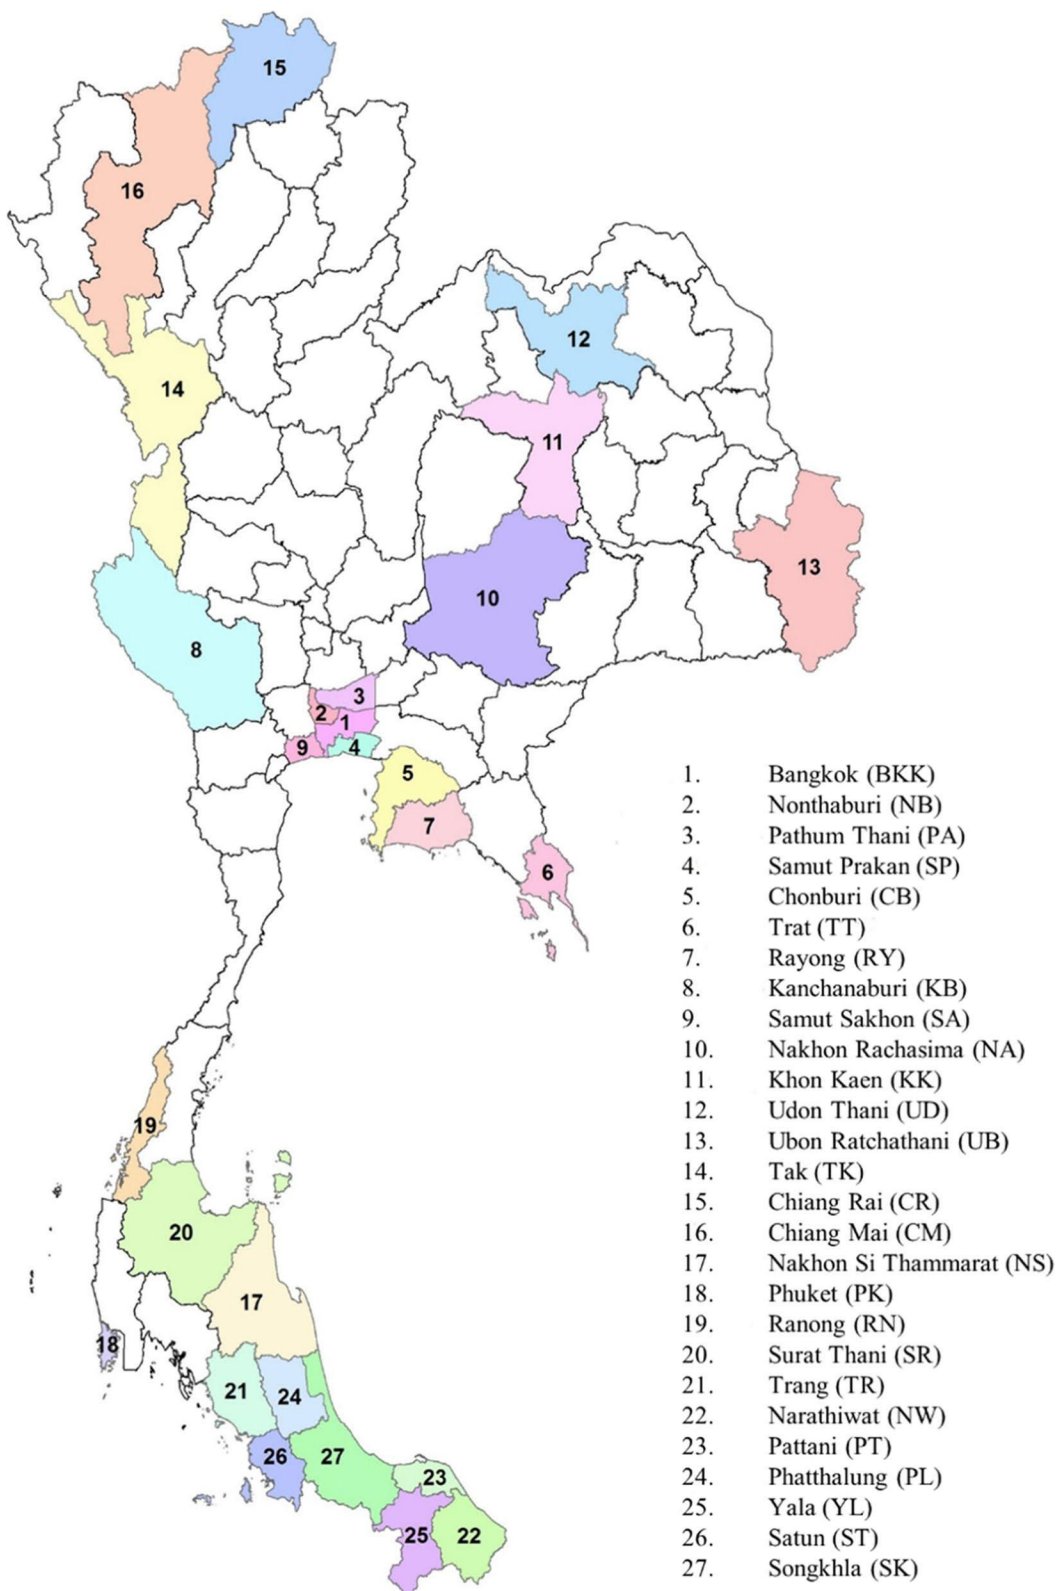 15
16
12
14
11
13
10
8
3
2
1
9
4
5
7
6
19
20
17
18
21
24
26
27
23
25
22
1. Bangkok (BKK)
2. Nonthaburi (NB)
3. Pathum Thani (PA)
4. Samut Prakan (SP)
5. Chonburi (CB)
6. Trat (TT)
7. Rayong (RY)
8. Kanchanaburi (KB)
9. Samut Sakhon (SA)
10. Nakhon Rachasima (NA)
11. Khon Kaen (KK)
12. Udon Thani (UD)
13. Ubon Ratchathani (UB)
14. Tak (TK)
15. Chiang Rai (CR)
16. Chiang Mai (CM)
17. Nakhon Si Thammarat (NS)
18. Phuket (PK)
19. Ranong (RN)
20. Surat Thani (SR)
21. Trang (TR)
22. Narathiwat (NW)
23. Pattani (PT)
24. Phatthalung (PL)
25. Yala (YL)
26. Satun (ST)
27. Songkhla (SK)